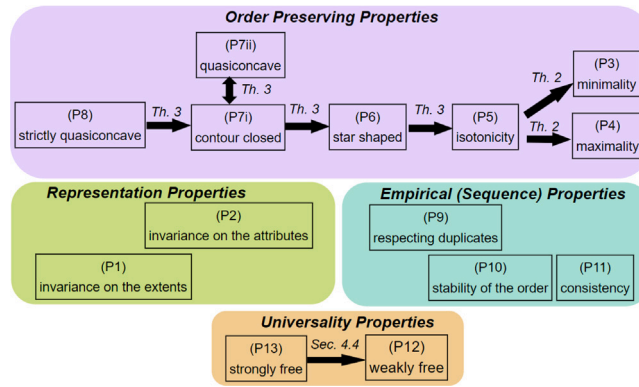 Order Preserving Properties
(P7ii)
quasiconcave
(P3)
minimality
Th. 2
Th. 3
(P8)
strictly quasiconcave
Th. 3
(P7i)
contour closed
Th. 3
(P6)
star shaped
Th. 3
(P5)
isotonicity
Th. 2
(P4)
maximality
Representation Properties
(P2)
invariance on the attributes
(P1)
invariance on the extents
Empirical (Sequence) Properties
(P9)
respecting duplicates
(P10)
stability of the order
(P11)
consistency
Universality Properties
(P13)
strongly free
Sec. 4.4
(P12)
weakly free